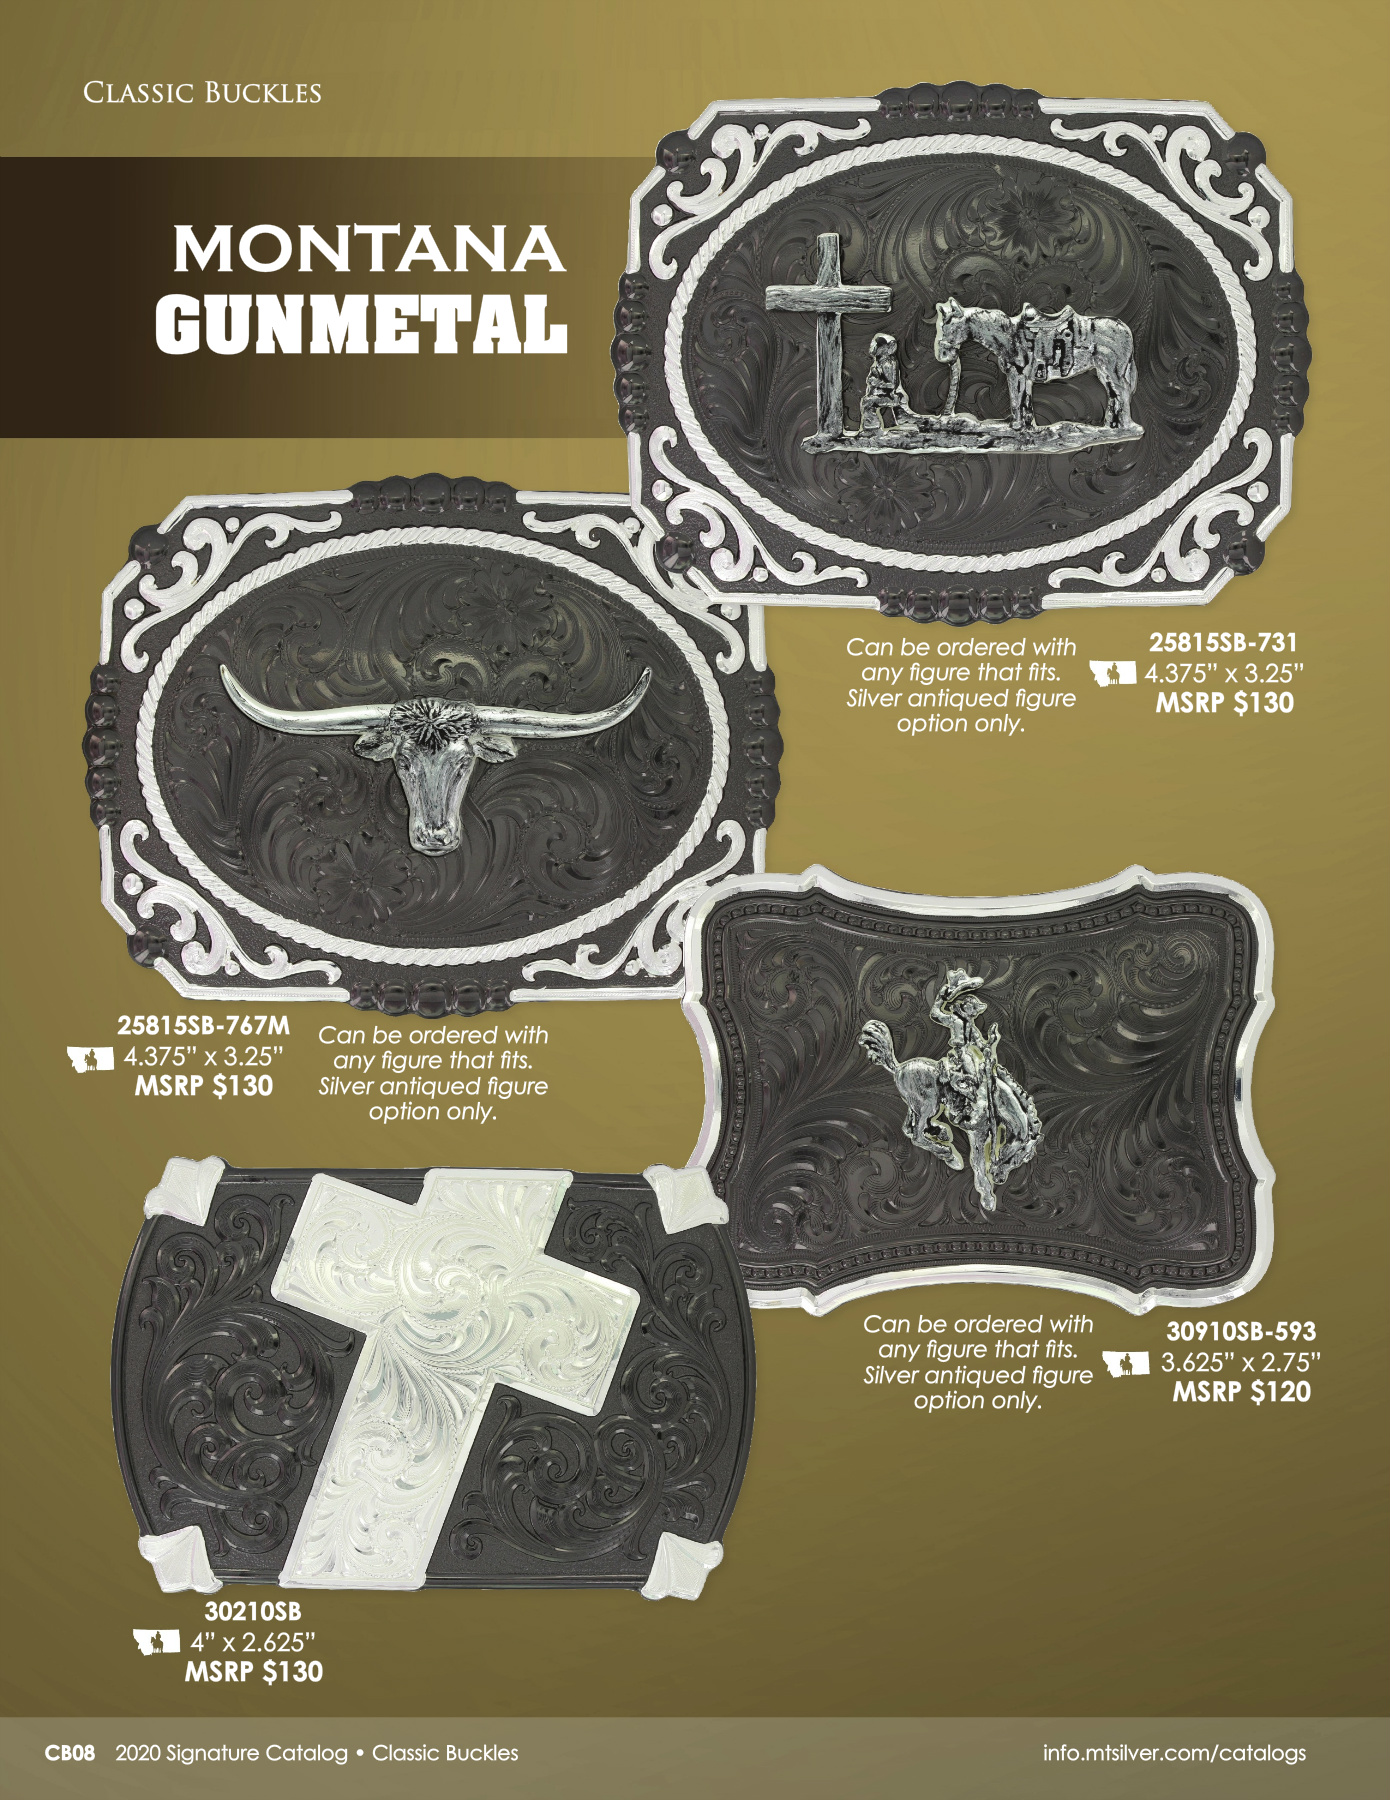 Classic Buckles
MONTANA
GUNMETAL
Can be ordered with
any figure that fits.
Silver antiqued figure
option only.
25815SB-731
4.375” x 3.25”
MSRP $130
25815SB-767M
4.375” x 3.25”
MSRP $130
Can be ordered with
any figure that fits.
Silver antiqued figure
option only.
Can be ordered with
any figure that fits.
Silver antiqued figure
option only.
30910SB-593
3.625” x 2.75”
MSRP $120
30210SB
4” x 2.625”
MSRP $130
CB08 2020 Signature Catalog • Classic Buckles
info.mtsilver.com/catalogs